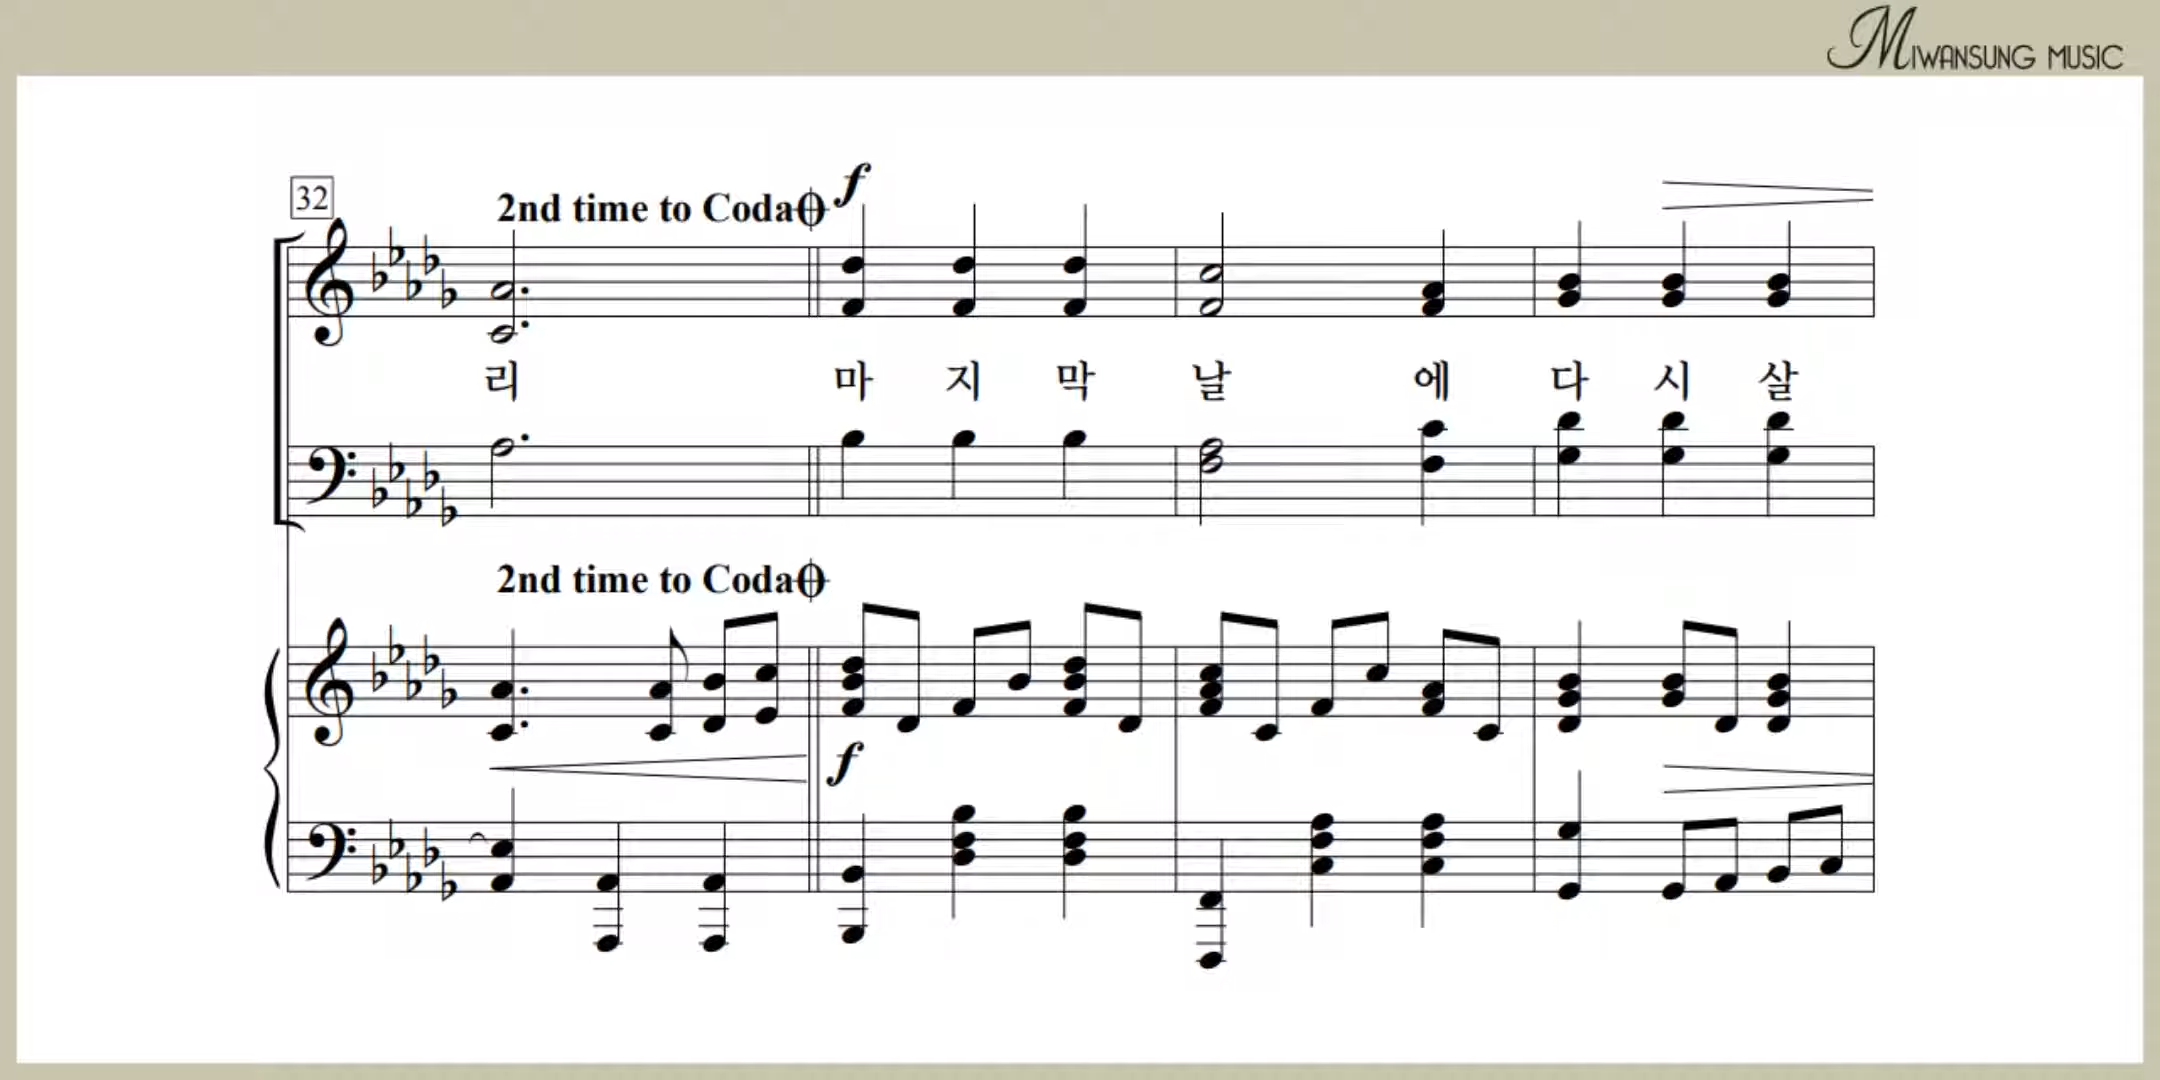 MIWANSUNG MUSIC
32
2nd time to Coda
f
리 마 지 막 날 에 다 시 살
2nd time to Coda
f